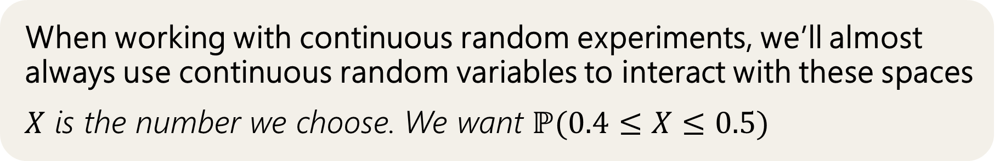 When working with continuous random experiments, we’ll almost
always use continuous random variables to interact with these spaces
X is the number we choose. We want ℙ(0.4 ≤ X ≤ 0.5)